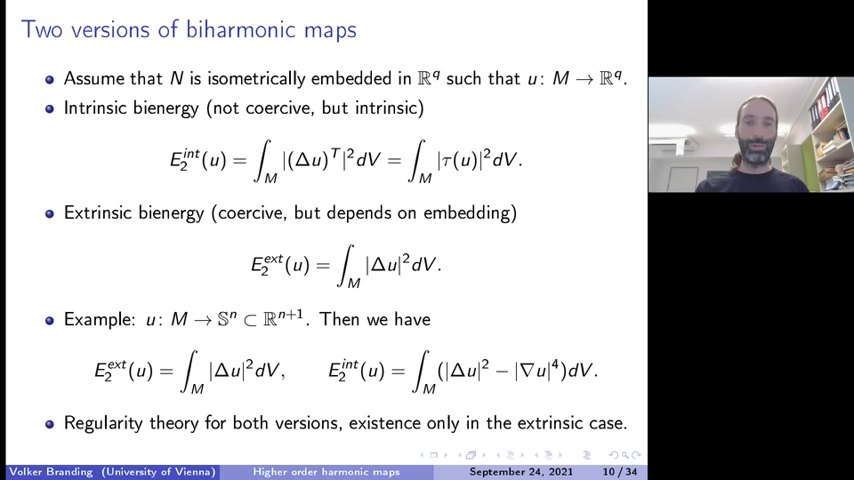 Two versions of biharmonic maps
Assume that N is isometrically embedded in ℝ^q such that u: M → ℝ^q.
Intrinsic bienergy (not coercive, but intrinsic)
E_2^{int}(u) = ∫_M |(Δu)^T|^2 dV = ∫_M |τ(u)|^2 dV.
Extrinsic bienergy (coercive, but depends on embedding)
E_2^{ext}(u) = ∫_M |Δu|^2 dV.
Example: u: M → 𝕊^n ⊂ ℝ^{n+1}. Then we have
E_2^{ext}(u) = ∫_M |Δu|^2 dV, E_2^{int}(u) = ∫_M (|Δu|^2 − |∇u|^4) dV.
Regularity theory for both versions, existence only in the extrinsic case.
Volker Branding (University of Vienna) Higher order harmonic maps September 24, 2021 10 / 34